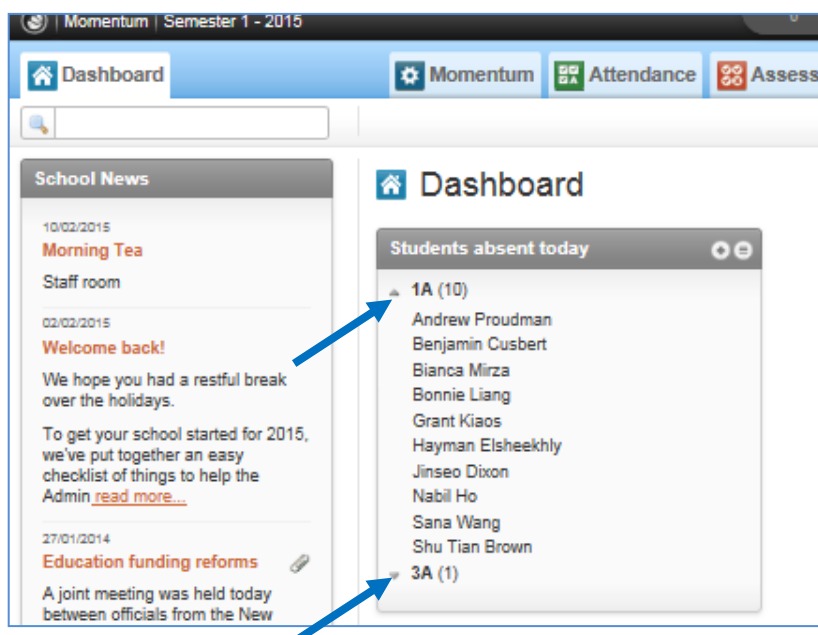 Momentum | Semester 1 - 2015
0
Dashboard
Momentum
Attendance
Assess
School News
10/02/2015
Morning Tea
Staff room
02/02/2015
Welcome back!
We hope you had a restful break
over the holidays.
To get your school started for 2015,
we've put together an easy
checklist of things to help the
Admin read more...
27/01/2014
Education funding reforms
A joint meeting was held today
between officials from the New
Dashboard
Students absent today
1A (10)
Andrew Proudman
Benjamin Cusbert
Bianca Mirza
Bonnie Liang
Grant Kiaos
Hayman Elsheekhly
Jinseo Dixon
Nabil Ho
Sana Wang
Shu Tian Brown
3A (1)